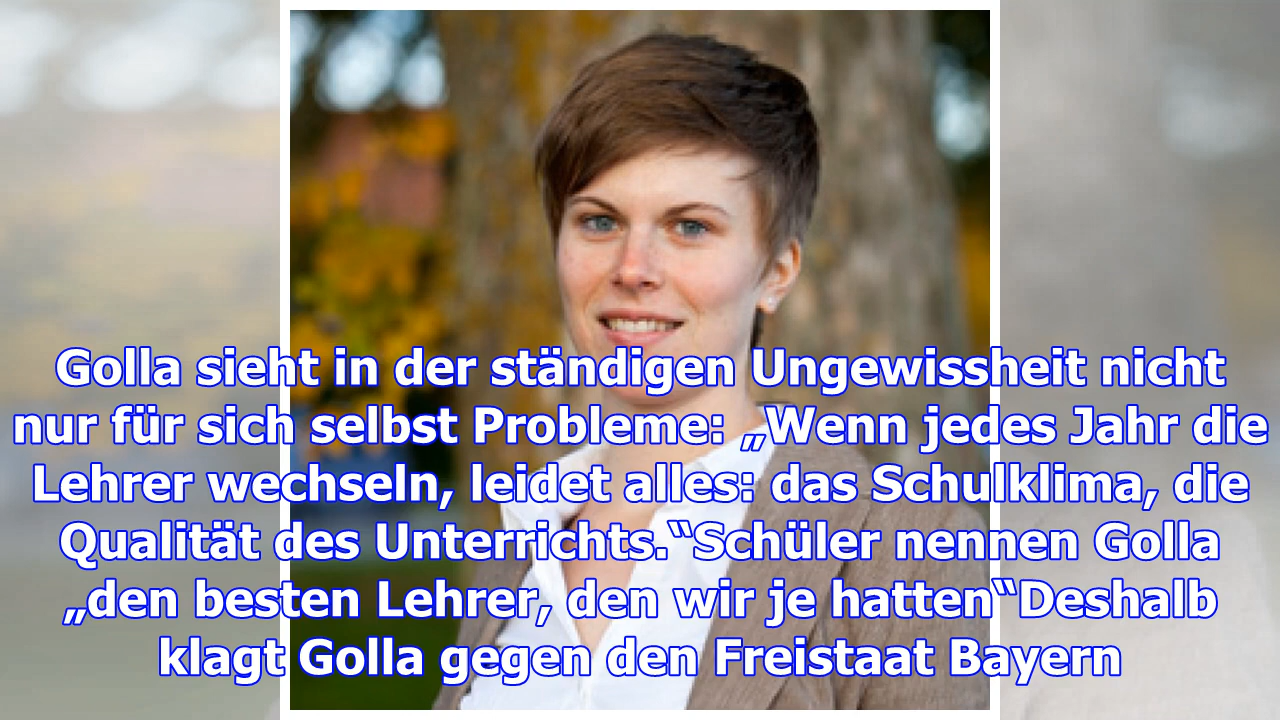 Golla sieht in der ständigen Ungewissheit nicht
nur für sich selbst Probleme: „Wenn jedes Jahr die
Lehrer wechseln, leidet alles: das Schulklima, die
Qualität des Unterrichts.“Schüler nennen Golla
„den besten Lehrer, den wir je hatten“Deshalb
klagt Golla gegen den Freistaat Bayern